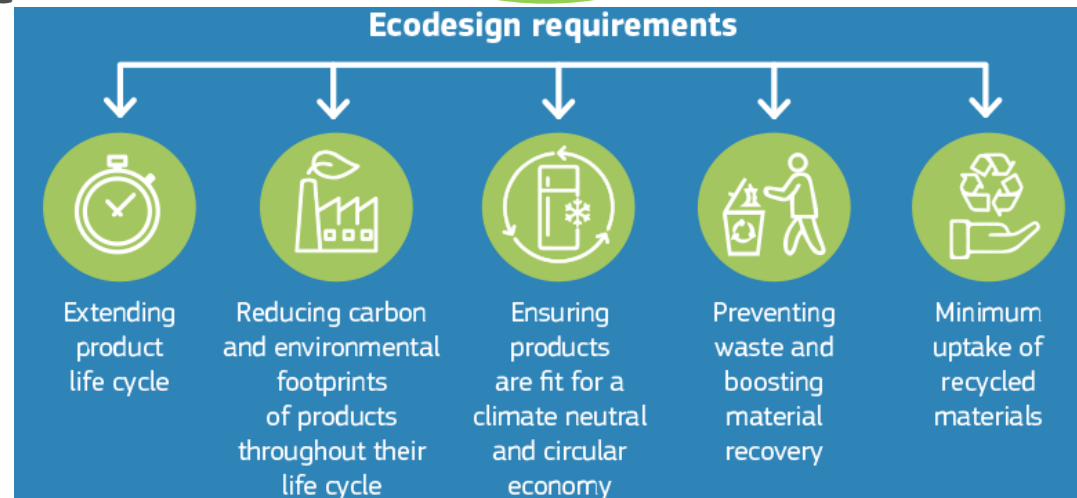 Ecodesign requirements
Extending
product
life cycle
Reducing carbon
and environmental
footprints
of products
throughout their
life cycle
Ensuring
products
are fit for a
climate neutral
and circular
economy
Preventing
waste and
boosting
material
recovery
Minimum
uptake of
recycled
materials